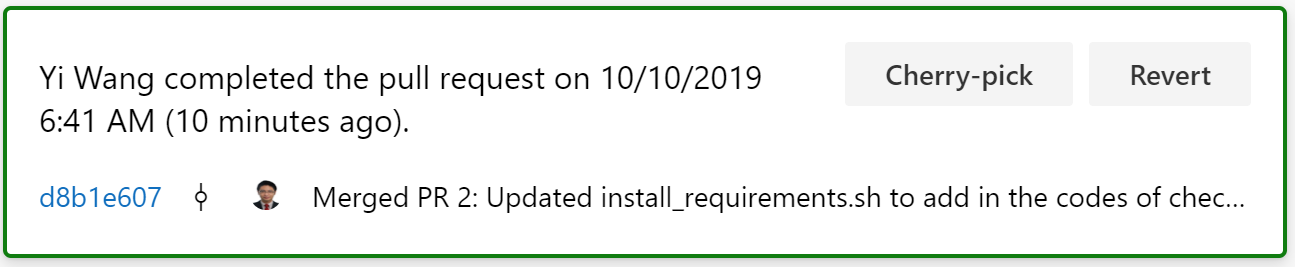 Yi Wang completed the pull request on 10/10/2019
6:41 AM (10 minutes ago).
Cherry-pick
Revert
d8b1e607 Merged PR 2: Updated install_requirements.sh to add in the codes of chec...